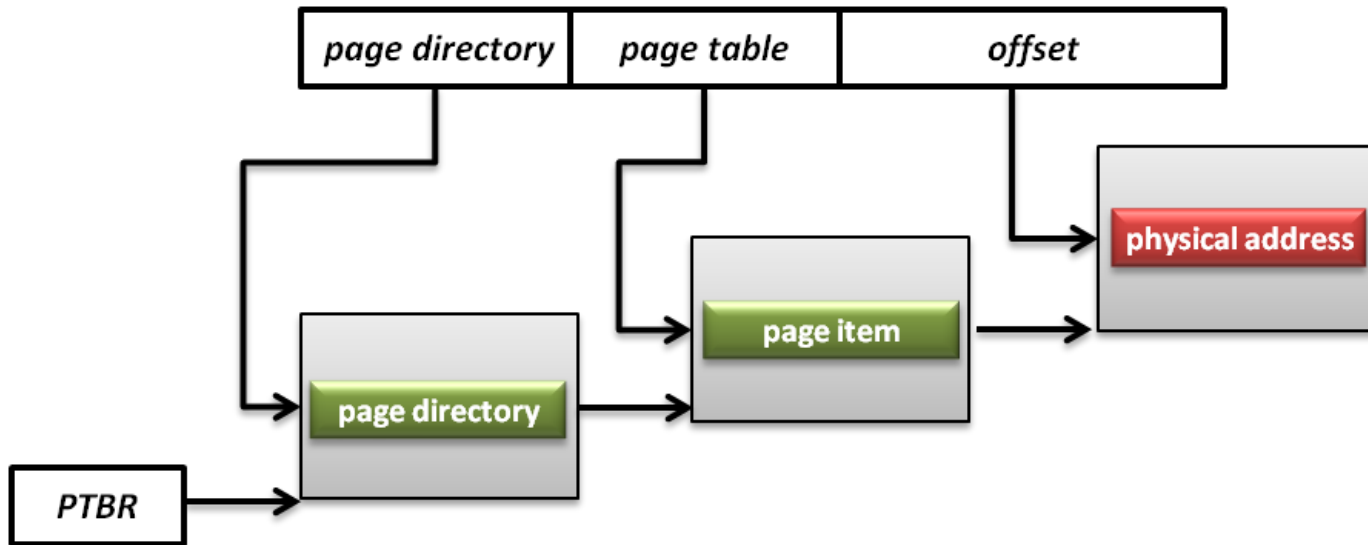 page directory
page table
offset
physical address
page item
page directory
PTBR